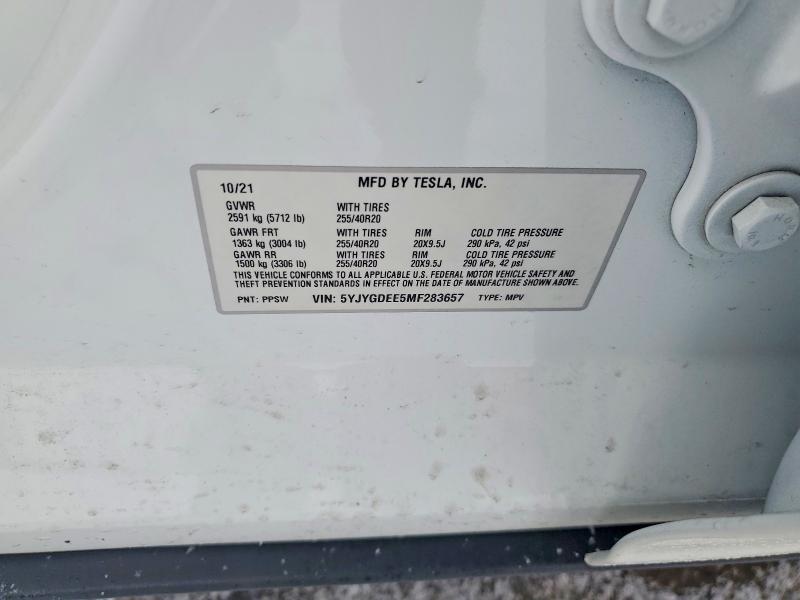 10/21 MFD BY TESLA, INC.
GVWR WITH TIRES
2591 kg (5712 lb) 255/40R20
GAWR FRT WITH TIRES RIM COLD TIRE PRESSURE
1363 kg (3004 lb) 255/40R20 20X9.5J 290 kPa, 42 psi
GAWR RR WITH TIRES RIM COLD TIRE PRESSURE
1500 kg (3306 lb) 255/40R20 20X9.5J 290 kPa, 42 psi
THIS VEHICLE CONFORMS TO ALL APPLICABLE U.S. FEDERAL MOTOR VEHICLE SAFETY AND
THEFT PREVENTION STANDARDS IN EFFECT ON THE DATE OF MANUFACTURE SHOWN ABOVE.
PNT: PPSW VIN: 5YJYGDEE5MF283657 TYPE: MPV